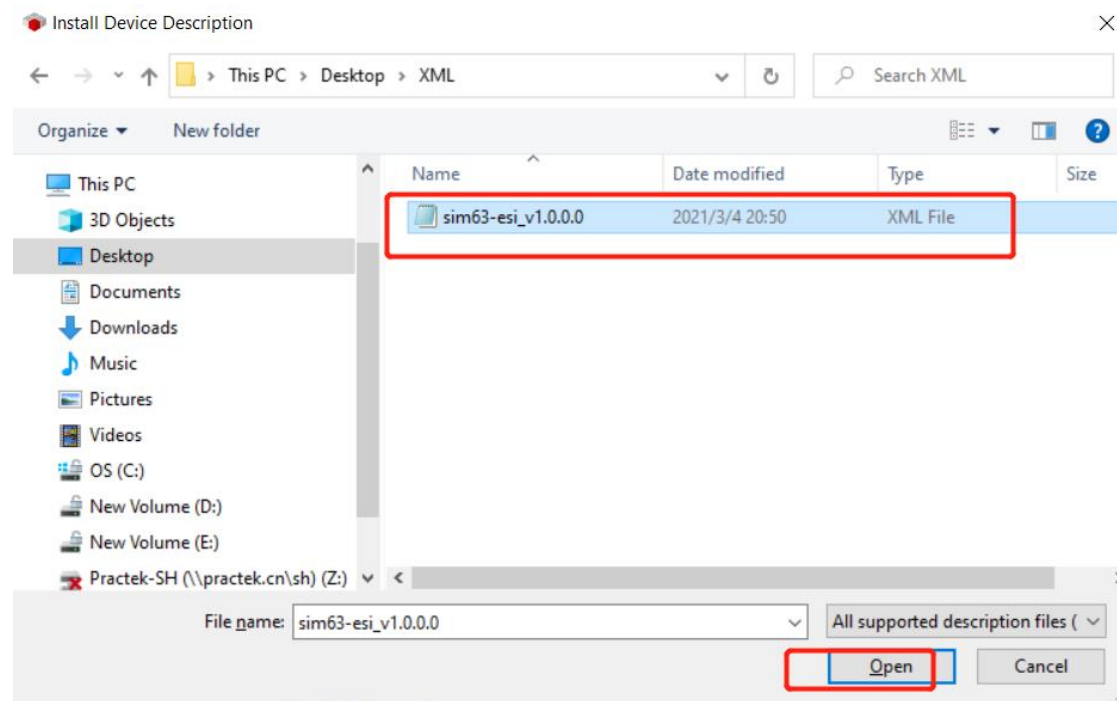 Install Device Description
This PC > Desktop > XML
Search XML
Organize
New folder
Name
Date modified
Type
Size
This PC
3D Objects
Desktop
Documents
Downloads
Music
Pictures
Videos
OS (C:)
New Volume (D:)
New Volume (E:)
Practek-SH (\\practek.cn\sh) (Z:)
sim63-esi_v1.0.0.0
2021/3/4 20:50
XML File
File name:
sim63-esi_v1.0.0.0
All supported description files (
Open
Cancel